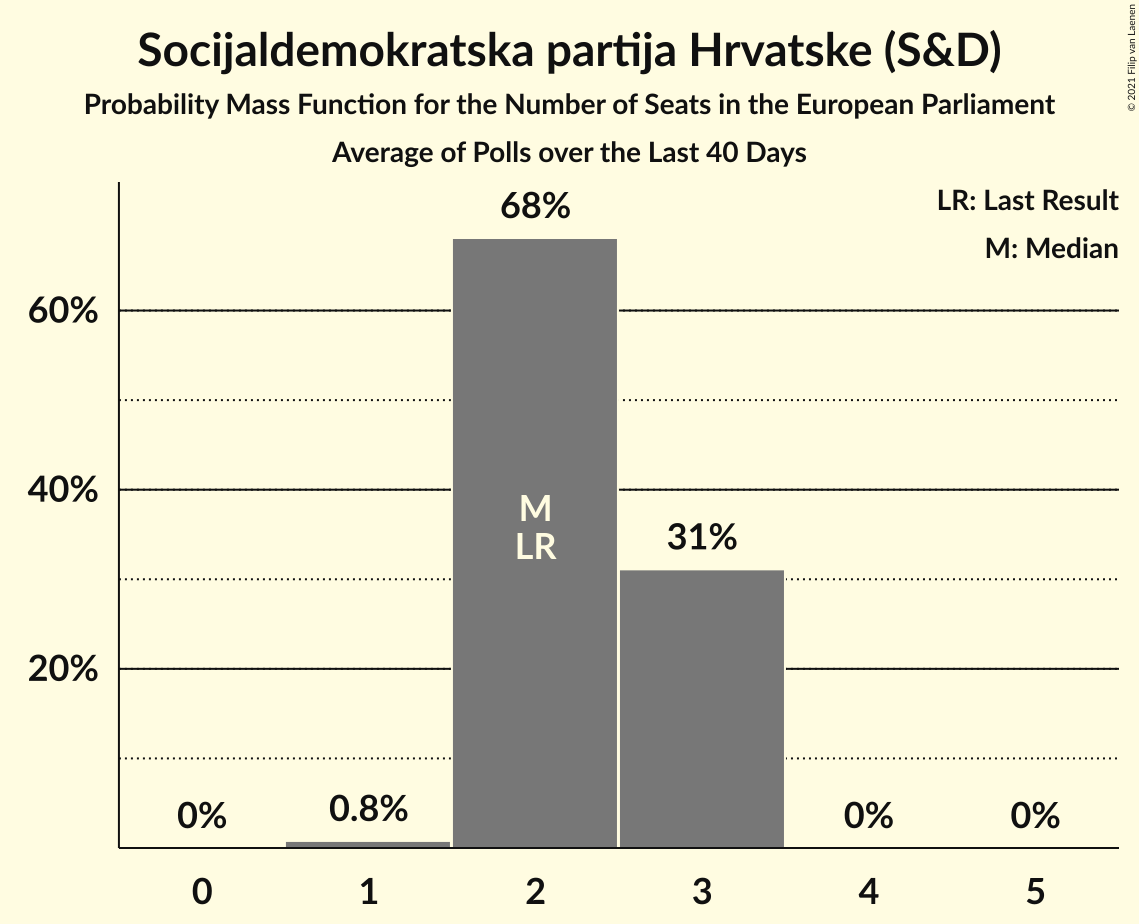 Socijaldemokratska partija Hrvatske (S&D)
Probability Mass Function for the Number of Seats in the European Parliament
Average of Polls over the Last 40 Days
© 2021 Filip van Laenen
LR: Last Result
M: Median
68%
60%
40%
M
LR
31%
20%
0%
0.8%
0%
0%
0
1
2
3
4
5